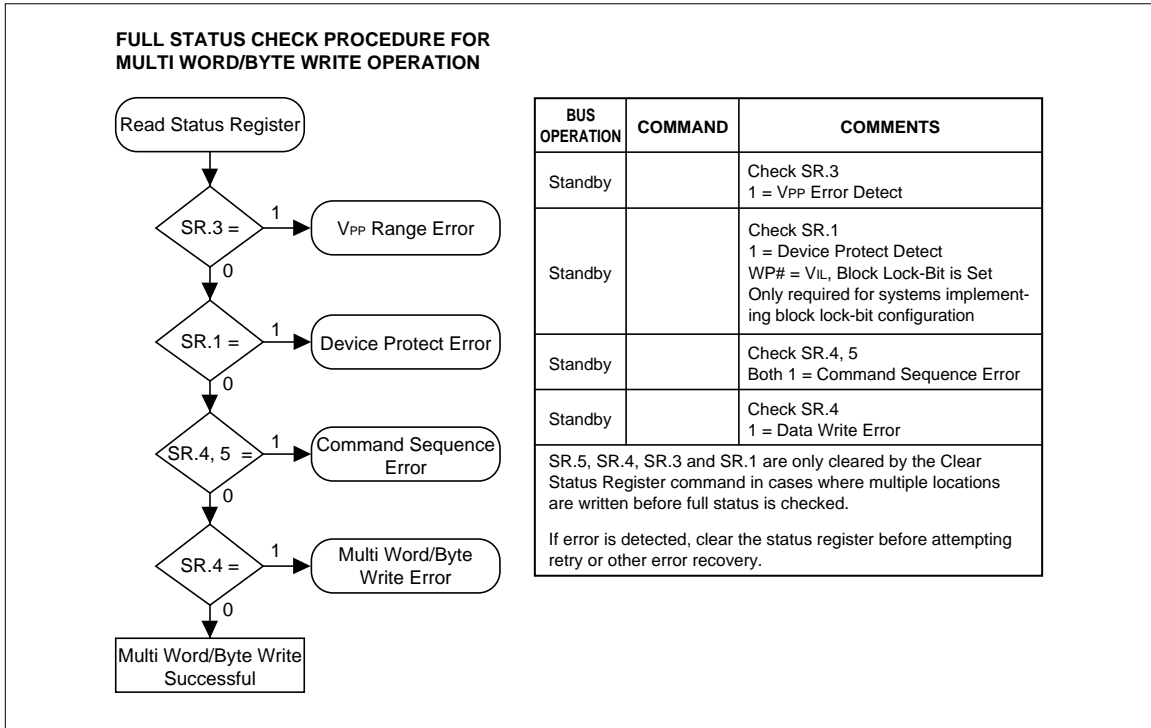 FULL STATUS CHECK PROCEDURE FOR
MULTI WORD/BYTE WRITE OPERATION
Read Status Register
SR.3 =
1
VPP Range Error
0
SR.1 =
1
Device Protect Error
0
SR.4, 5 =
1
Command Sequence
Error
0
SR.4 =
1
Multi Word/Byte
Write Error
0
Multi Word/Byte Write
Successful
BUS
OPERATION
COMMAND
COMMENTS
Standby
Check SR.3
1 = VPP Error Detect
Standby
Check SR.1
1 = Device Protect Detect
WP# = VIL, Block Lock-Bit is Set
Only required for systems implement-
ing block lock-bit configuration
Standby
Check SR.4, 5
Both 1 = Command Sequence Error
Standby
Check SR.4
1 = Data Write Error
SR.5, SR.4, SR.3 and SR.1 are only cleared by the Clear
Status Register command in cases where multiple locations
are written before full status is checked.
If error is detected, clear the status register before attempting
retry or other error recovery.